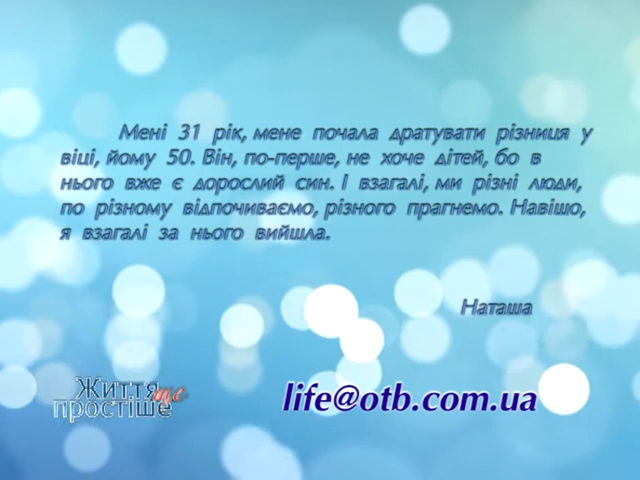 Мені 31 рік, мене почала дратувати різниця у
віці, йому 50. Він, по-перше, не хоче дітей, бо в
нього вже є дорослий син. І взагалі, ми різні люди,
по різному відпочиваємо, різного прагнемо. Навішо,
я взагалі за нього вийшла.
Наташа
Життя ще
простіше
life@otb.com.ua